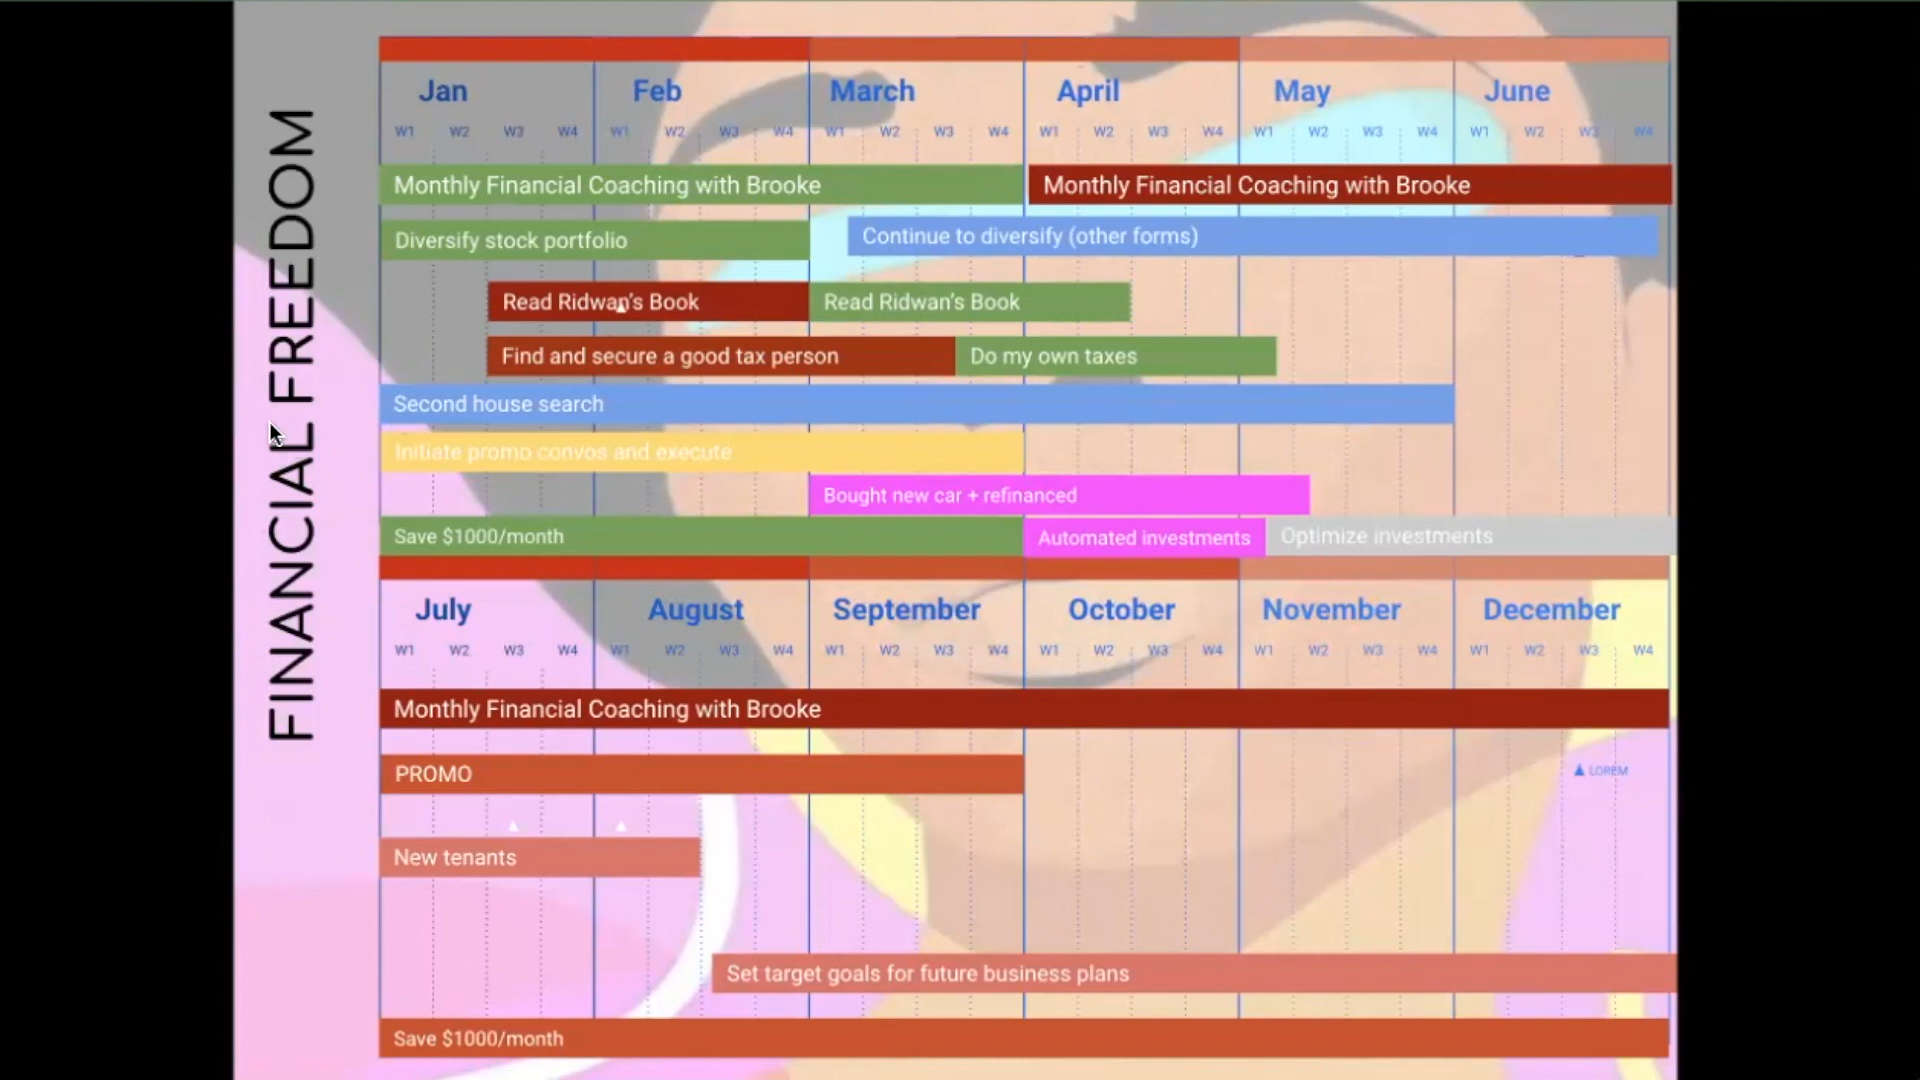 FINANCIAL FREEDOM
Jan Feb March April May June
W1 W2 W3 W4 W1 W2 W3 W4 W1 W2 W3 W4 W1 W2 W3 W4 W1 W2 W3 W4 W1 W2 W3 W4
Monthly Financial Coaching with Brooke Monthly Financial Coaching with Brooke
Diversify stock portfolio Continue to diversify (other forms)
Read Ridwan's Book Read Ridwan's Book
Find and secure a good tax person Do my own taxes
Second house search
Initiate promo convos and execute
Bought new car + refinanced
Save $1000/month Automated investments Optimize investments
July August September October November December
W1 W2 W3 W4 W1 W2 W3 W4 W1 W2 W3 W4 W1 W2 W3 W4 W1 W2 W3 W4 W1 W2 W3 W4
Monthly Financial Coaching with Brooke
PROMO
LOREM
New tenants
Set target goals for future business plans
Save $1000/month